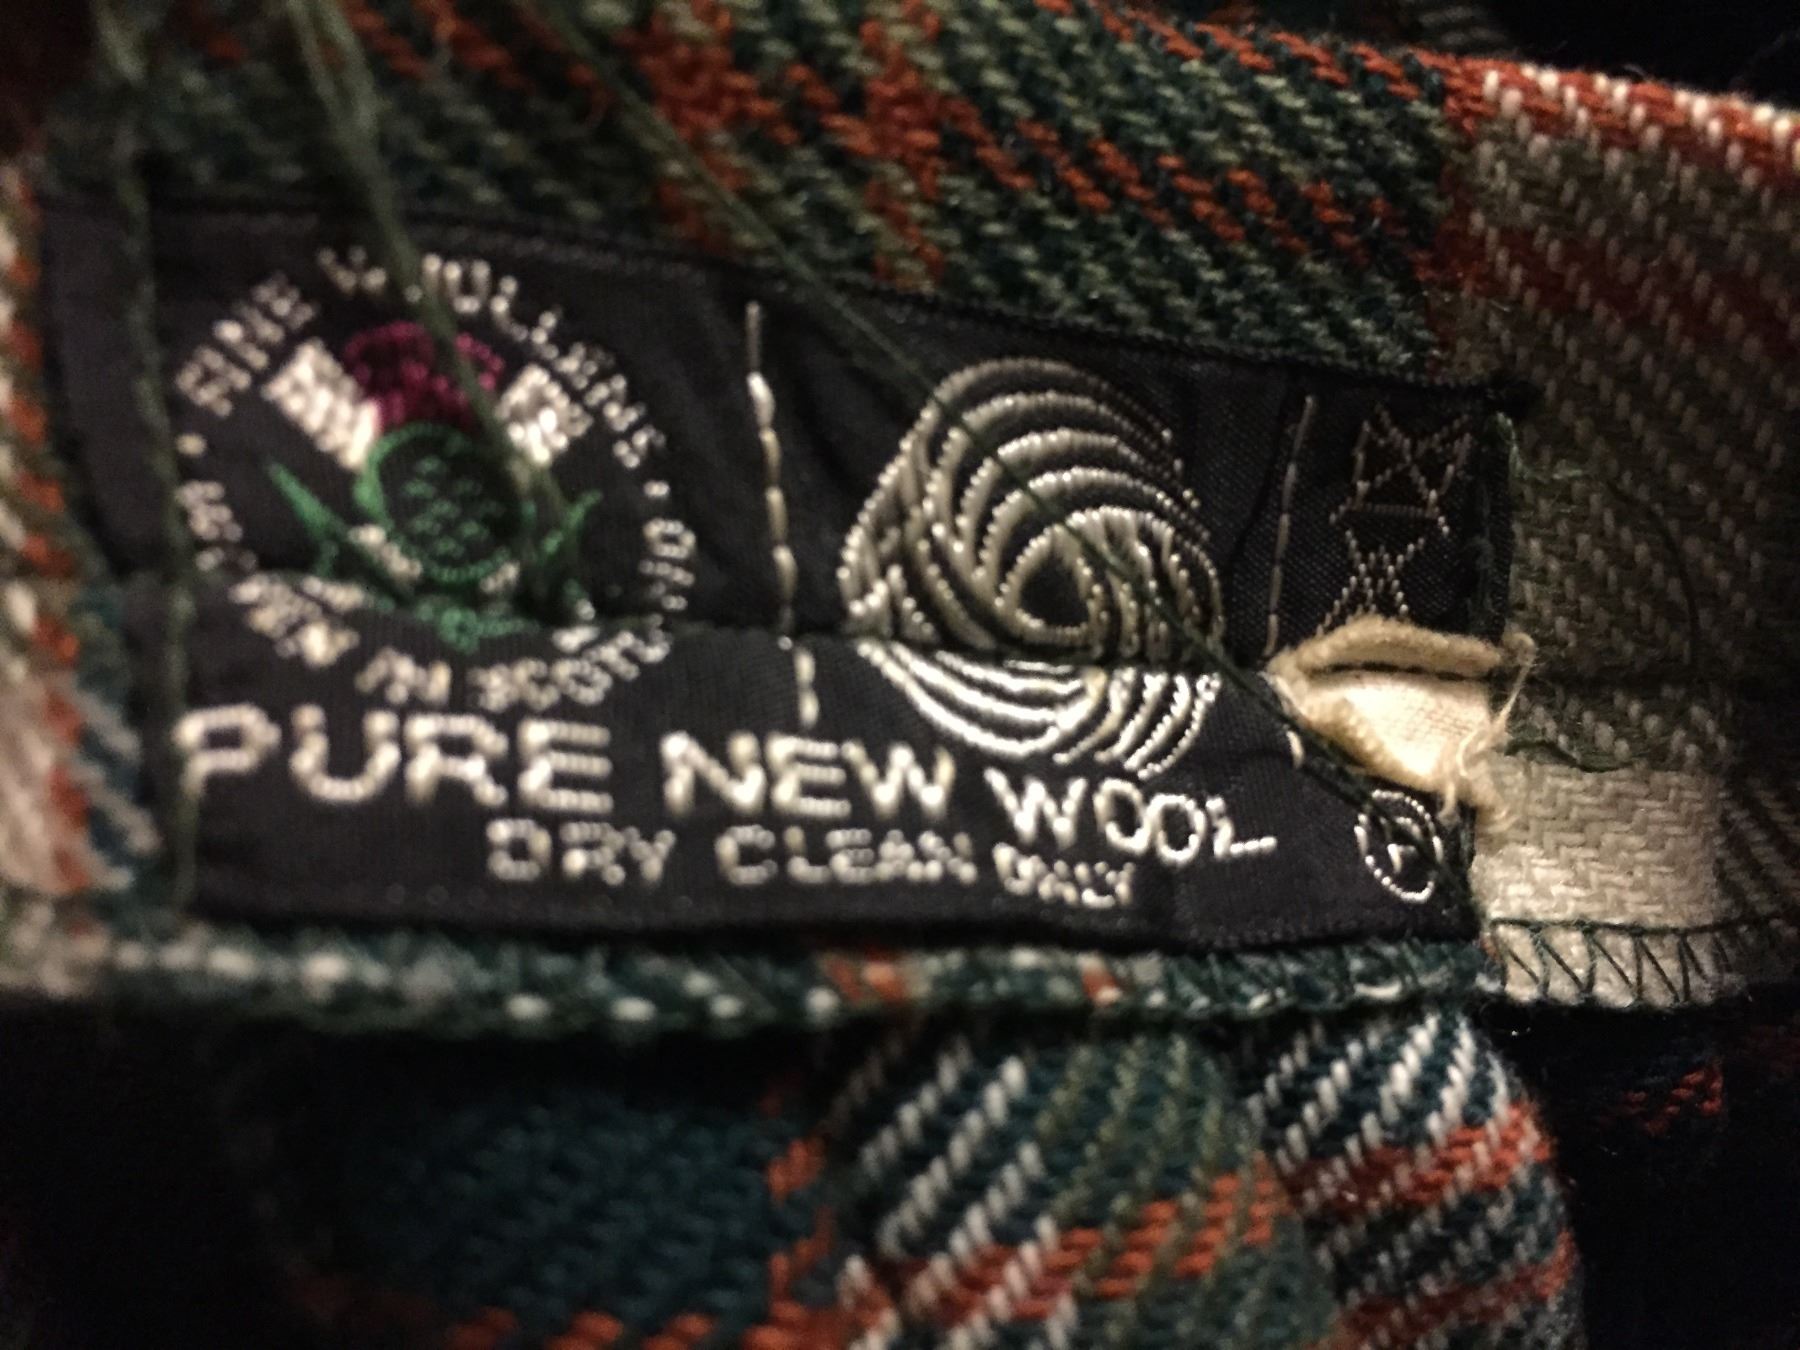 FINE WOOLLENS
WOVEN IN SCOTLAND
PURE NEW WOOL
DRY CLEAN ONLY